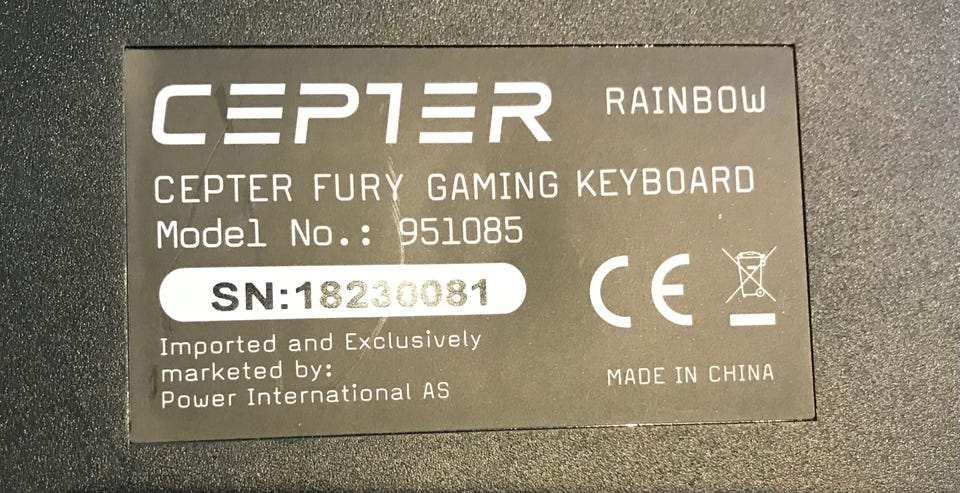 CEPTER RAINBOW
CEPTER FURY GAMING KEYBOARD
Model No.: 951085
SN:18230081
Imported and Exclusively
marketed by:
Power International AS
CE
MADE IN CHINA